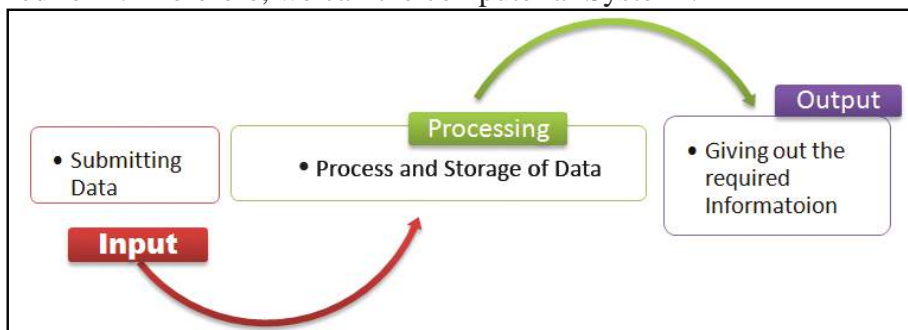 Output
Processing
• Submitting
Data
• Process and Storage of Data
• Giving out the
required
Informatoion
Input